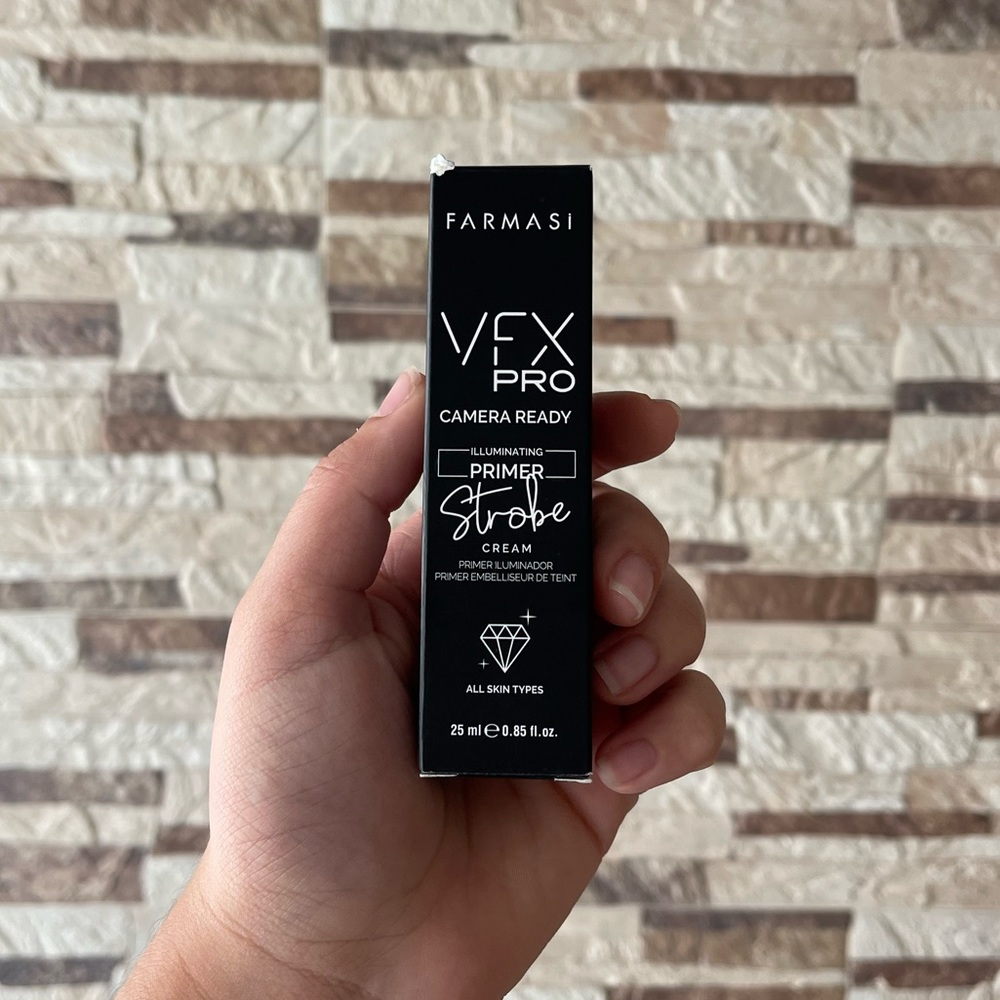 FARMASi
VFX
PRO
CAMERA READY
ILLUMINATING
PRIMER
Strobe
CREAM
PRIMER ILUMINADOR
PRIMER EMBELLISEUR DE TEINT
ALL SKIN TYPES
25 ml ℮ 0.85 fl.oz.